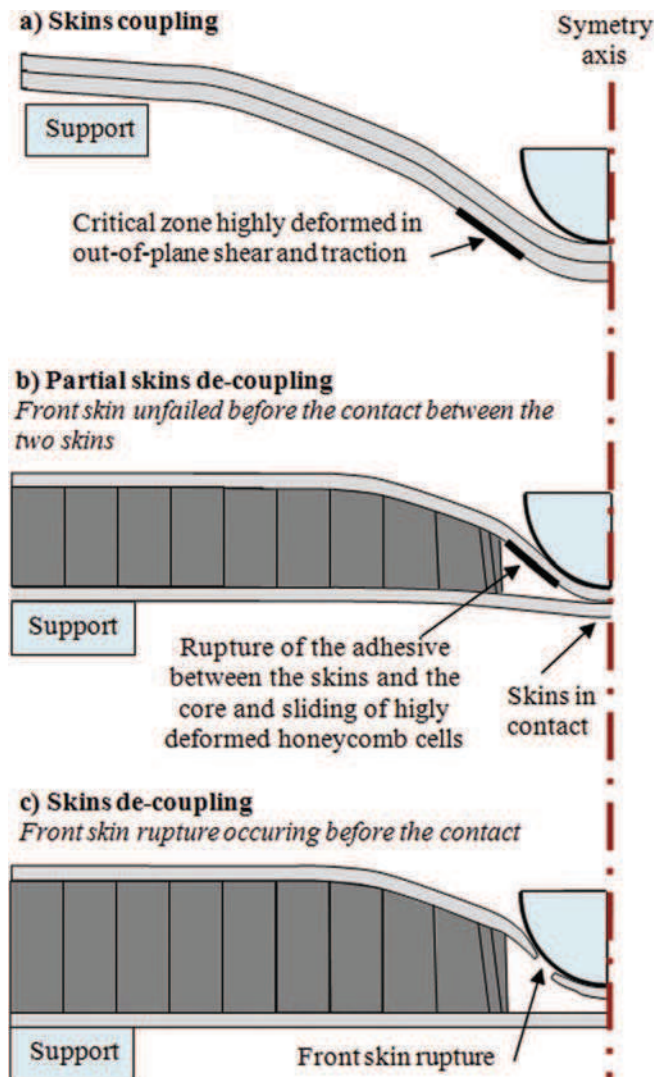 a) Skins coupling
Symetry
axis
Support
Critical zone highly deformed in
out-of-plane shear and traction
b) Partial skins de-coupling
Front skin unfailed before the contact between the
two skins
Support
Rupture of the adhesive
between the skins and the
core and sliding of higly
deformed honeycomb cells
Skins in
contact
c) Skins de-coupling
Front skin rupture occuring before the contact
Support
Front skin rupture